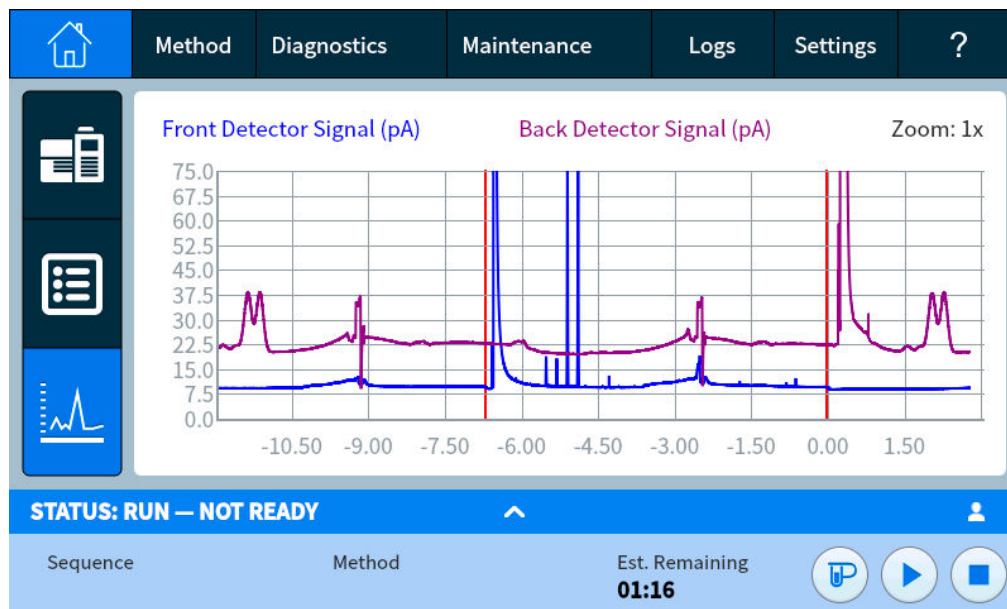 Method Diagnostics Maintenance Logs Settings ?
Front Detector Signal (pA) Back Detector Signal (pA) Zoom: 1x
75.0
67.5
60.0
52.5
45.0
37.5
30.0
22.5
15.0
7.5
0.0
-10.50 -9.00 -7.50 -6.00 -4.50 -3.00 -1.50 0.00 1.50
STATUS: RUN — NOT READY
Sequence Method Est. Remaining
01:16